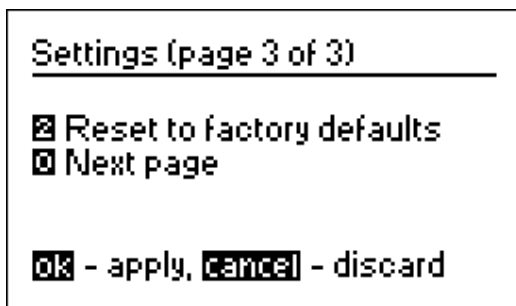 Settings (page 3 of 3)
2 Reset to factory defaults
0 Next page
ok - apply, cancel - discard